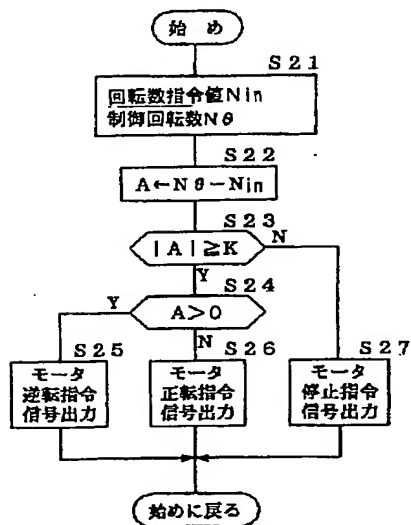 始め
S21
回転数指令値Nin
制御回転数Nθ
S22
A←Nθ−Nin
S23
|A|≧K
N
Y
S24
Y
A>0
N
S25
モータ
逆転指令
信号出力
S26
モータ
正転指令
信号出力
S27
モータ
停止指令
信号出力
始めに戻る